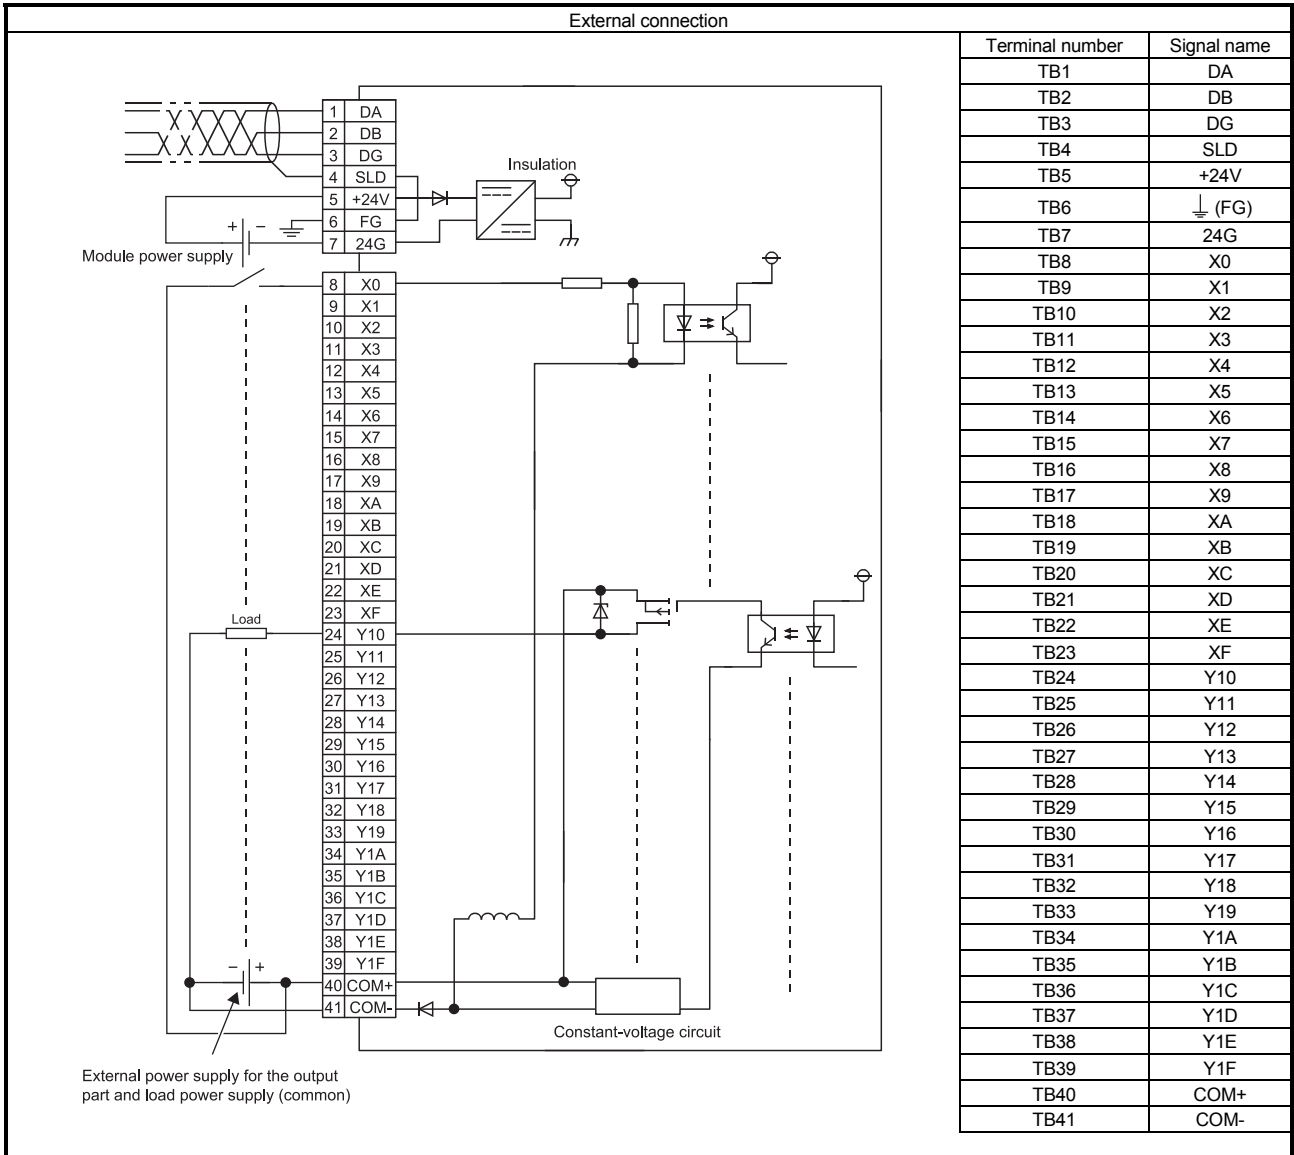 External connection
Terminal number Signal name
TB1 DA
TB2 DB
TB3 DG
TB4 SLD
TB5 +24V
TB6 ⏚ (FG)
TB7 24G
TB8 X0
TB9 X1
TB10 X2
TB11 X3
TB12 X4
TB13 X5
TB14 X6
TB15 X7
TB16 X8
TB17 X9
TB18 XA
TB19 XB
TB20 XC
TB21 XD
TB22 XE
TB23 XF
TB24 Y10
TB25 Y11
TB26 Y12
TB27 Y13
TB28 Y14
TB29 Y15
TB30 Y16
TB31 Y17
TB32 Y18
TB33 Y19
TB34 Y1A
TB35 Y1B
TB36 Y1C
TB37 Y1D
TB38 Y1E
TB39 Y1F
TB40 COM+
TB41 COM-
1 DA
2 DB
3 DG
4 SLD
5 +24V
6 FG
7 24G
8 X0
9 X1
10 X2
11 X3
12 X4
13 X5
14 X6
15 X7
16 X8
17 X9
18 XA
19 XB
20 XC
21 XD
22 XE
23 XF
24 Y10
25 Y11
26 Y12
27 Y13
28 Y14
29 Y15
30 Y16
31 Y17
32 Y18
33 Y19
34 Y1A
35 Y1B
36 Y1C
37 Y1D
38 Y1E
39 Y1F
40 COM+
41 COM-
Insulation
+ −
Module power supply
Load
− +
Constant-voltage circuit
External power supply for the output
part and load power supply (common)